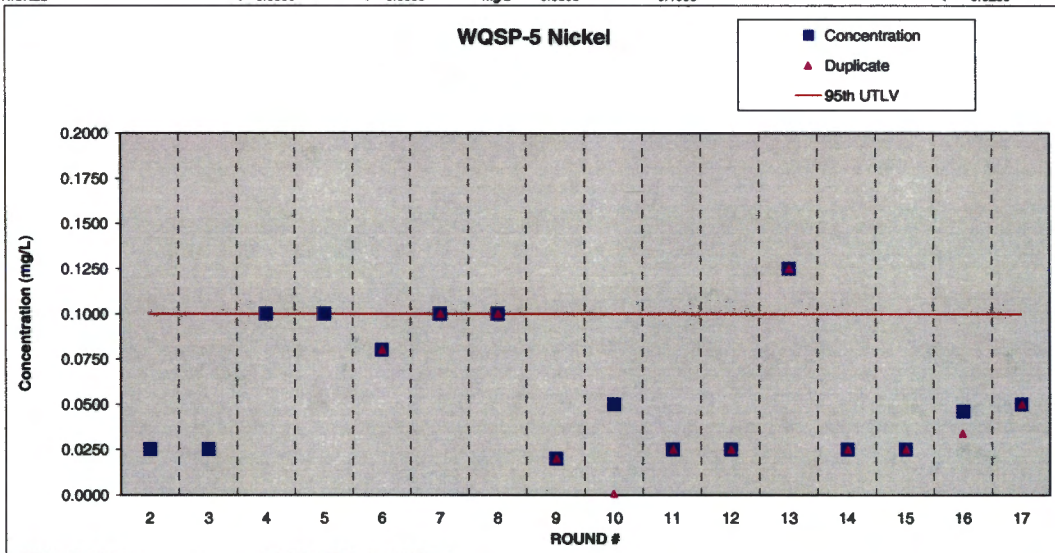 WQSP-5 Nickel
Concentration
Duplicate
95th UTLV
Concentration (mg/L)
0.2000
0.1750
0.1500
0.1250
0.1000
0.0750
0.0500
0.0250
0.0000
2 3 4 5 6 7 8 9 10 11 12 13 14 15 16 17
ROUND #